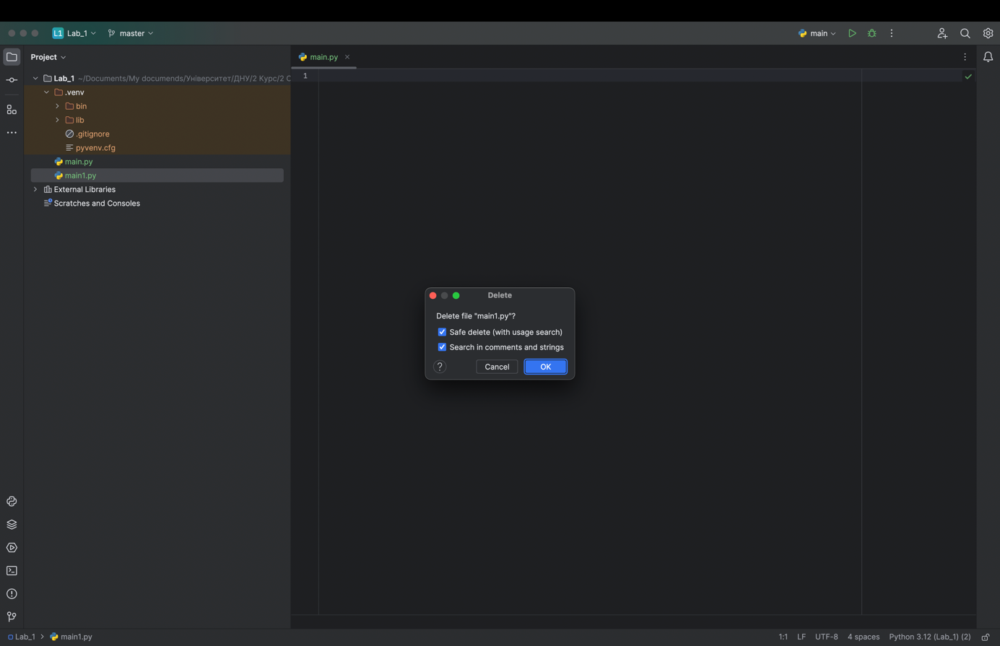 L1 Lab_1 master main
Project
main.py
Lab_1 ~/Documents/My documends/Університет/ДНУ/2 Курс/2 С
1
.venv
bin
lib
.gitignore
pyvenv.cfg
main.py
main1.py
External Libraries
Scratches and Consoles
Delete
Delete file "main1.py"?
Safe delete (with usage search)
Search in comments and strings
? Cancel OK
Lab_1 > main1.py 1:1 LF UTF-8 4 spaces Python 3.12 (Lab_1) (2)